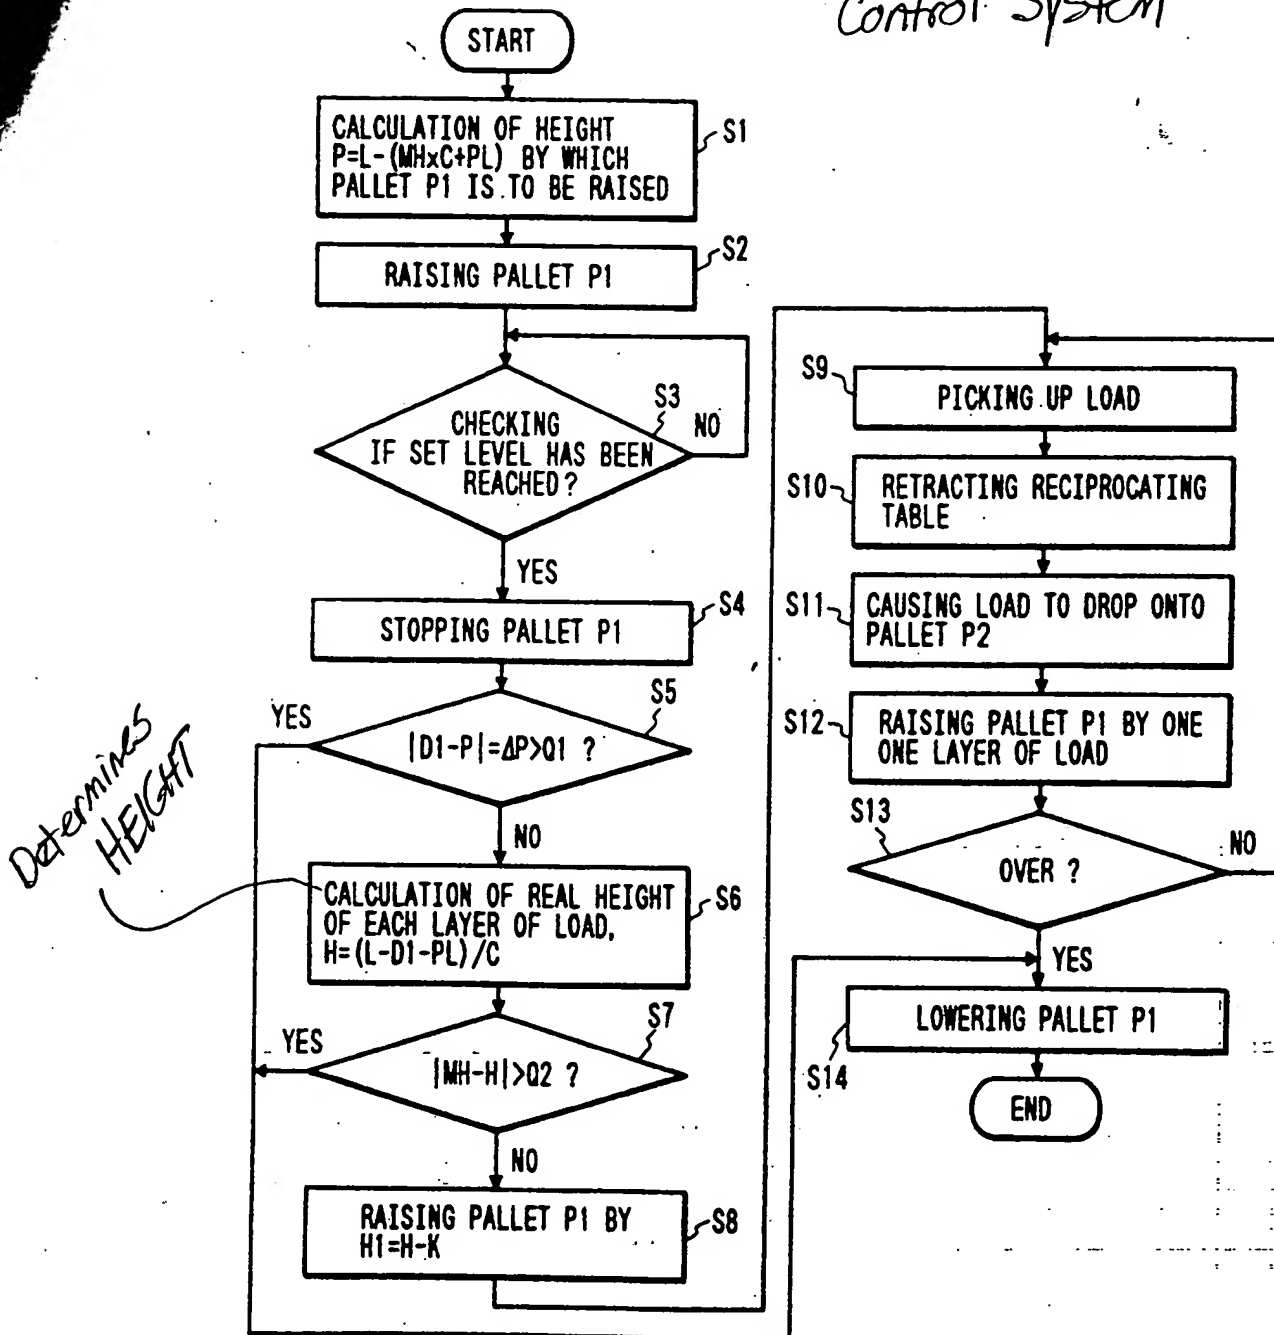 Control System
START
CALCULATION OF HEIGHT
P=L-(MHxC+PL) BY WHICH
PALLET P1 IS TO BE RAISED
S1
RAISING PALLET P1
S2
CHECKING
IF SET LEVEL HAS BEEN
REACHED?
S3
NO
YES
STOPPING PALLET P1
S4
|D1-P|=ΔP>Q1 ?
S5
YES
NO
Determines
HEIGHT
CALCULATION OF REAL HEIGHT
OF EACH LAYER OF LOAD,
H=(L-D1-PL)/C
S6
|MH-H|>Q2 ?
S7
YES
NO
RAISING PALLET P1 BY
H1=H-K
S8
S9
PICKING UP LOAD
S10
RETRACTING RECIPROCATING
TABLE
S11
CAUSING LOAD TO DROP ONTO
PALLET P2
S12
RAISING PALLET P1 BY ONE
ONE LAYER OF LOAD
S13
OVER ?
NO
YES
LOWERING PALLET P1
S14
END